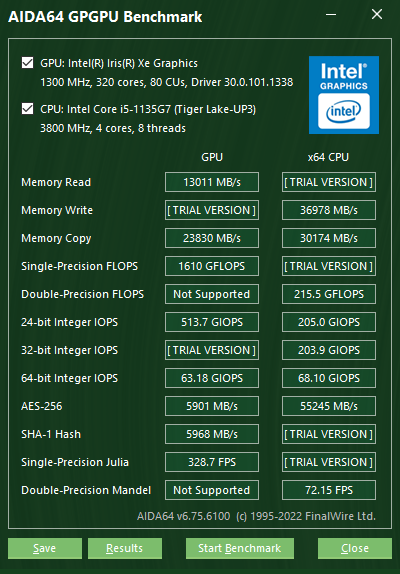 AIDA64 GPGPU Benchmark
GPU: Intel(R) Iris(R) Xe Graphics
1300 MHz, 320 cores, 80 CUs, Driver 30.0.101.1338
CPU: Intel Core i5-1135G7 (Tiger Lake-UP3)
3800 MHz, 4 cores, 8 threads
Intel®
GRAPHICS
intel
GPU x64 CPU
Memory Read 13011 MB/s [ TRIAL VERSION ]
Memory Write [ TRIAL VERSION ] 36978 MB/s
Memory Copy 23830 MB/s 30174 MB/s
Single-Precision FLOPS 1610 GFLOPS [ TRIAL VERSION ]
Double-Precision FLOPS Not Supported 215.5 GFLOPS
24-bit Integer IOPS 513.7 GIOPS 205.0 GIOPS
32-bit Integer IOPS [ TRIAL VERSION ] 203.9 GIOPS
64-bit Integer IOPS 63.18 GIOPS 68.10 GIOPS
AES-256 5901 MB/s 55245 MB/s
SHA-1 Hash 5968 MB/s [ TRIAL VERSION ]
Single-Precision Julia 328.7 FPS [ TRIAL VERSION ]
Double-Precision Mandel Not Supported 72.15 FPS
AIDA64 v6.75.6100 (c) 1995-2022 FinalWire Ltd.
Save Results Start Benchmark Close